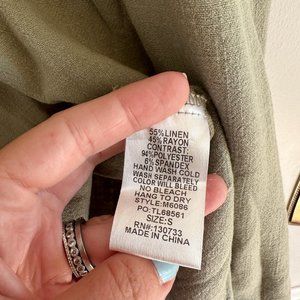 55%LINEN
45%RAYON
CONTRAST:
94%POLYESTER
6%SPANDEX
HAND WASH COLD
WASH SEPARATELY
COLOR WILL BLEED
NO BLEACH
HANG TO DRY
STYLE:M6086
PO:TL68561
SIZE:S
RN#:130733
MADE IN CHINA